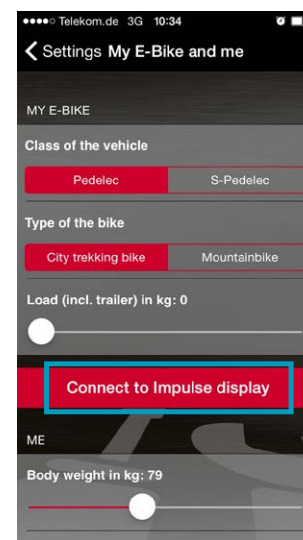 Telekom.de 3G 10:34
Settings My E-Bike and me
MY E-BIKE
Class of the vehicle
Pedelec S-Pedelec
Type of the bike
City trekking bike Mountainbike
Load (incl. trailer) in kg: 0
Connect to Impulse display
ME
Body weight in kg: 79